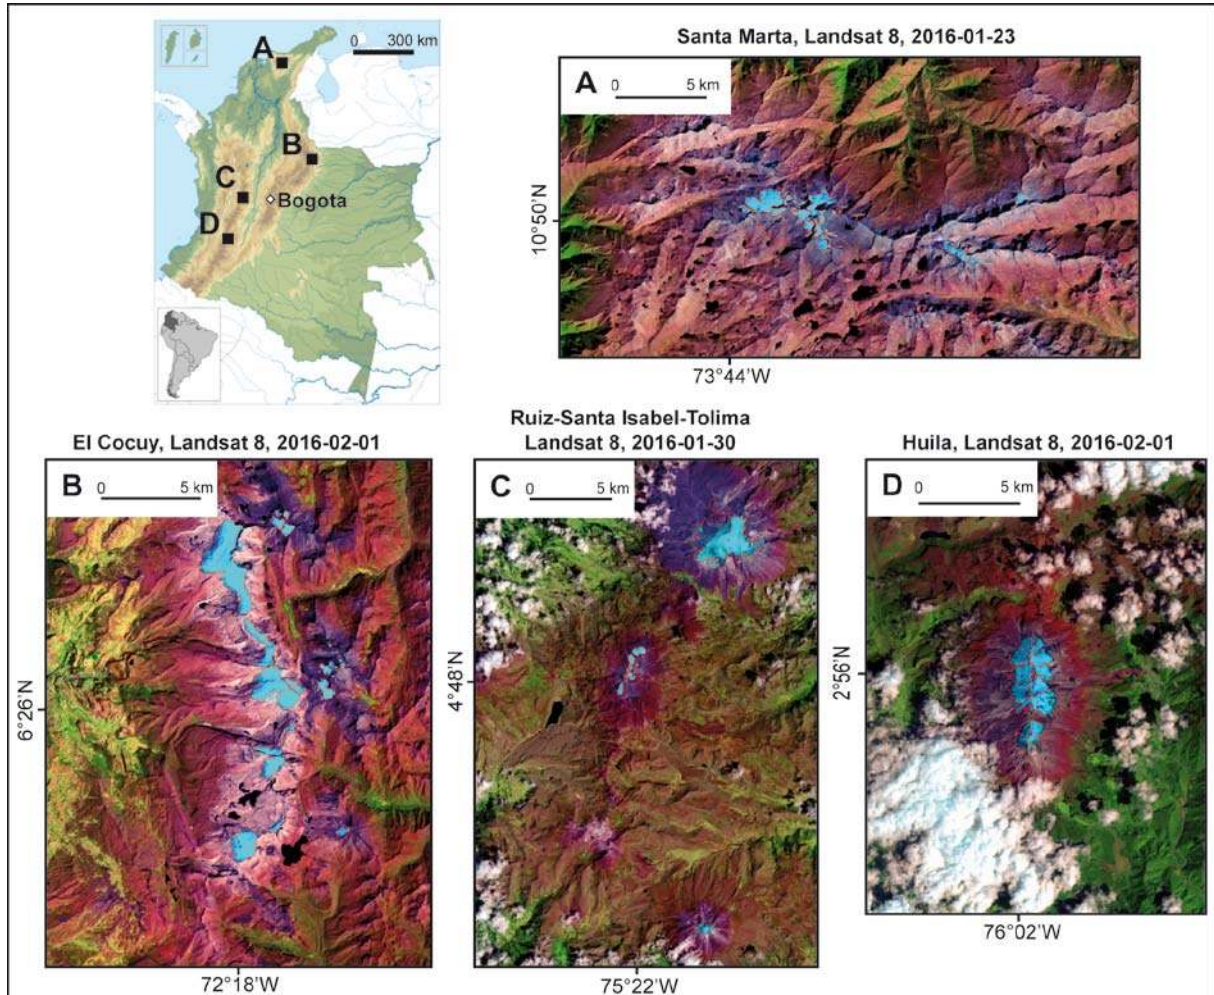 A
0 300 km
B
C
Bogota
D
Santa Marta, Landsat 8, 2016-01-23
A
0 5 km
10°50'N
73°44'W
El Cocuy, Landsat 8, 2016-02-01
B
0 5 km
6°26'N
72°18'W
Ruiz-Santa Isabel-Tolima
Landsat 8, 2016-01-30
C
0 5 km
4°48'N
75°22'W
Huila, Landsat 8, 2016-02-01
D
0 5 km
2°56'N
76°02'W